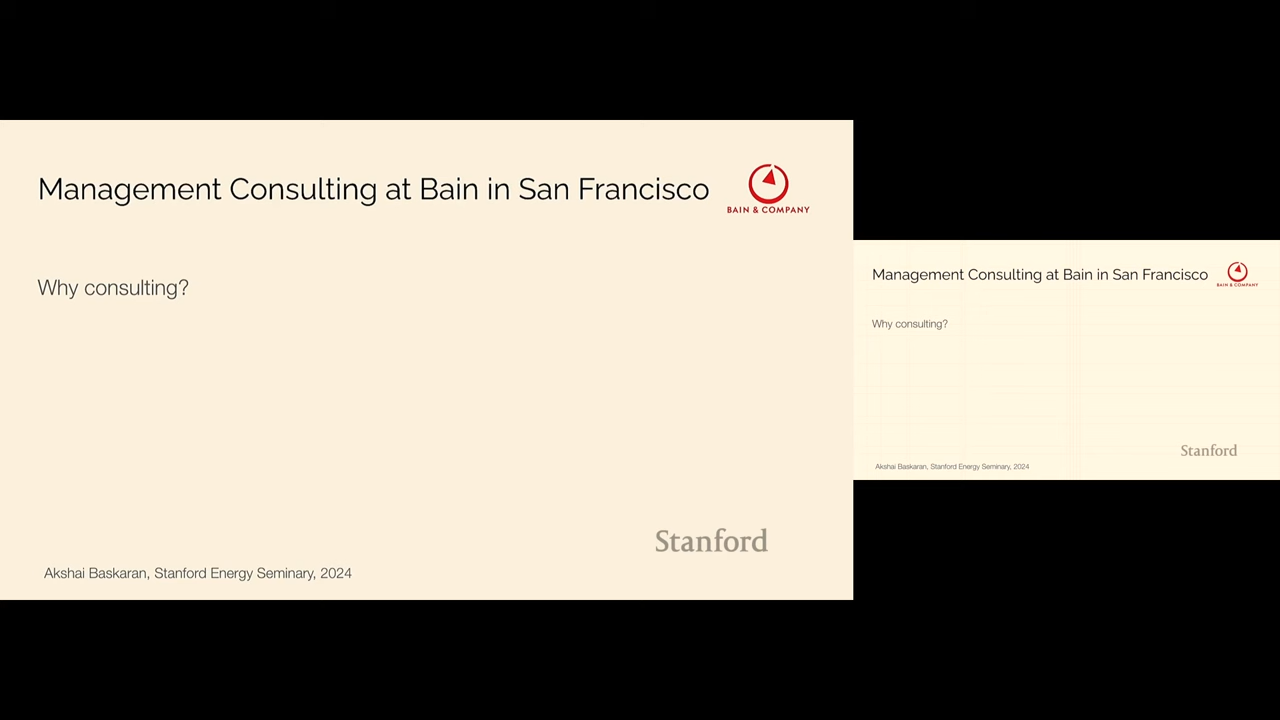 Management Consulting at Bain in San Francisco
BAIN & COMPANY
Why consulting?
Stanford
Akshai Baskaran, Stanford Energy Seminary, 2024
Management Consulting at Bain in San Francisco
BAIN & COMPANY
Why consulting?
Stanford
Akshai Baskaran, Stanford Energy Seminary, 2024